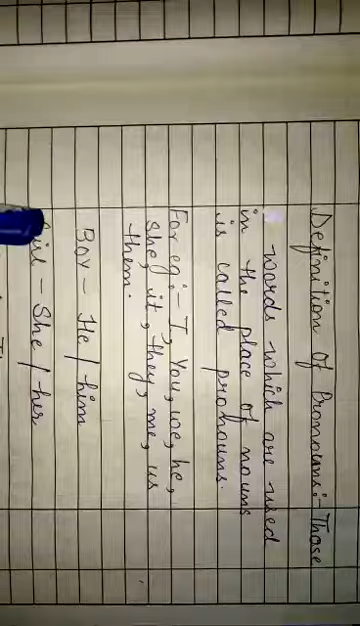 Definition Of Pronouns:- Those
words which are used
in the place of nouns
is called pronouns.
For eg:- I, You, we, he,
she, it, they, me, us
them.
Boy - He / him
Girl - She / her